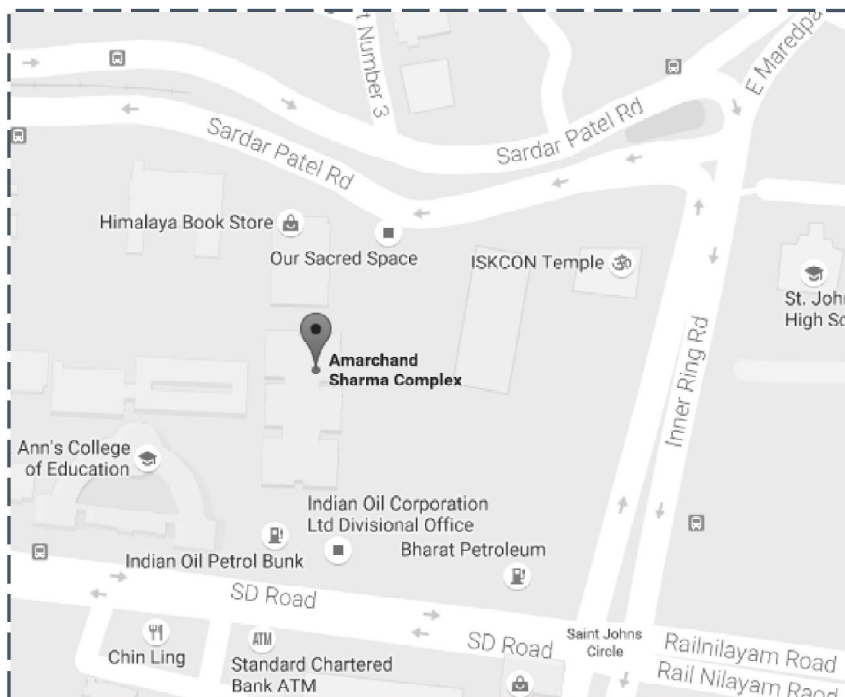 t Number 3
E Maredpa
Sardar Patel Rd
Sardar Patel Rd
Himalaya Book Store
Our Sacred Space
ISKCON Temple
St. John
High Sc
Amarchand
Sharma Complex
Inner Ring Rd
Ann's College
of Education
Indian Oil Corporation
Ltd Divisional Office
Indian Oil Petrol Bunk
Bharat Petroleum
SD Road
SD Road
Saint Johns
Circle
Railnilayam Road
Rail Nilayam Raod
Chin Ling
ATM
Standard Chartered
Bank ATM